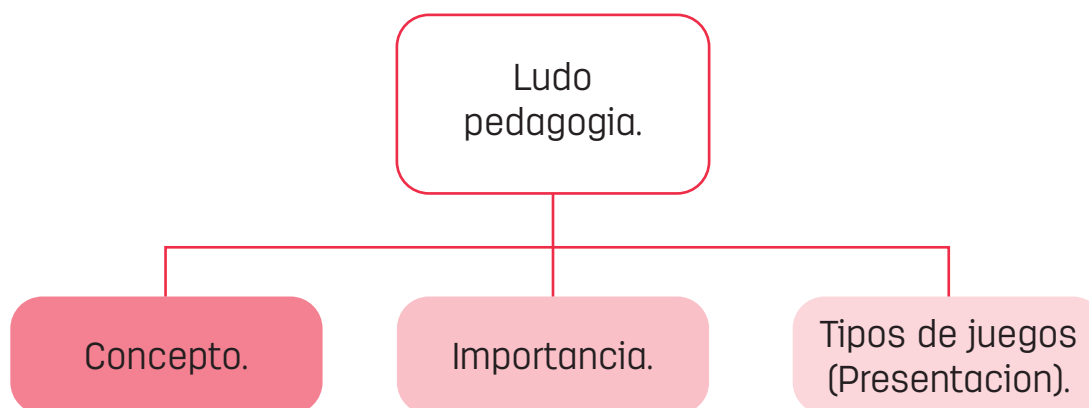 Ludo
pedagogia.
Concepto.
Importancia.
Tipos de juegos
(Presentacion).